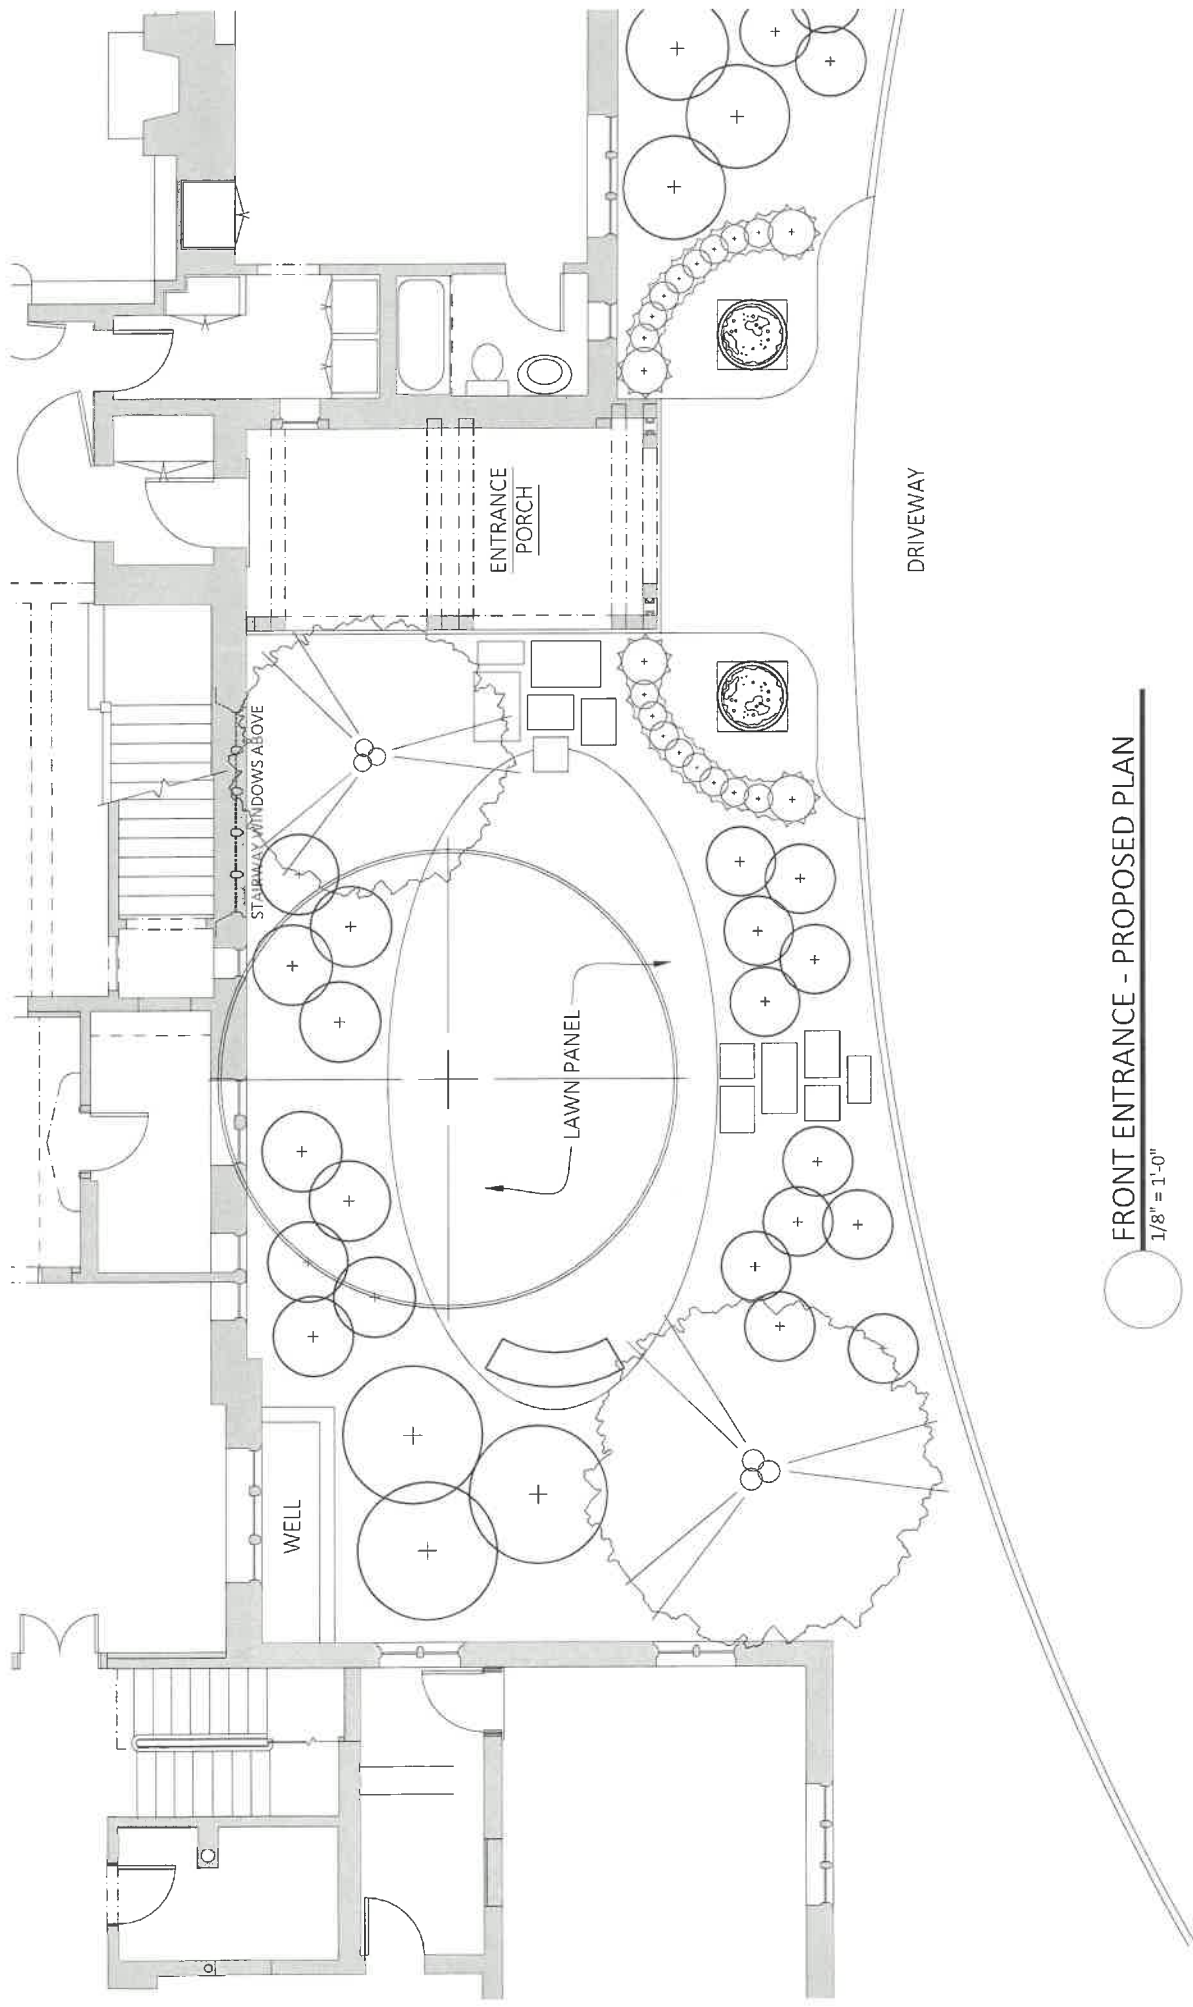 STAIRWAY WINDOWS ABOVE
ENTRANCE
PORCH
DRIVEWAY
LAWN PANEL
WELL
FRONT ENTRANCE - PROPOSED PLAN
1/8" = 1'-0"